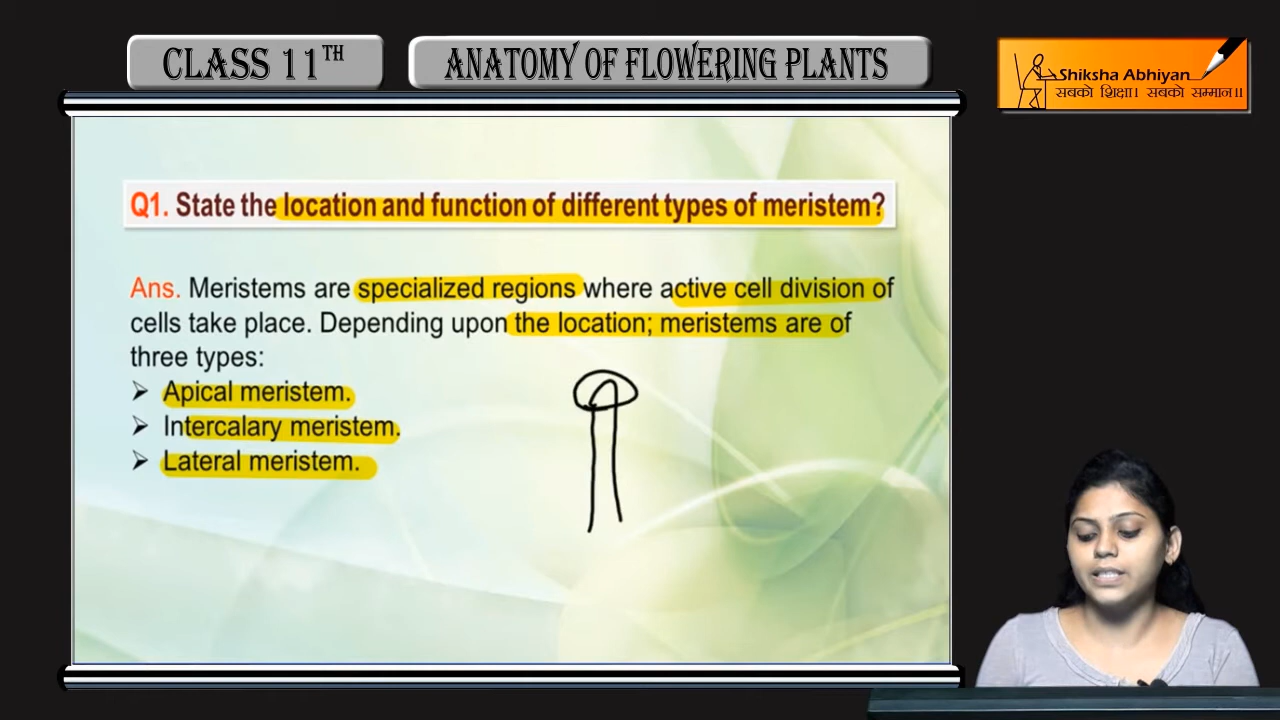 CLASS 11TH
ANATOMY OF FLOWERING PLANTS
Shiksha Abhiyan
सबको शिक्षा। सबको सम्मान॥
Q1. State the location and function of different types of meristem?
Ans. Meristems are specialized regions where active cell division of
cells take place. Depending upon the location; meristems are of
three types:
➢ Apical meristem.
➢ Intercalary meristem.
➢ Lateral meristem.